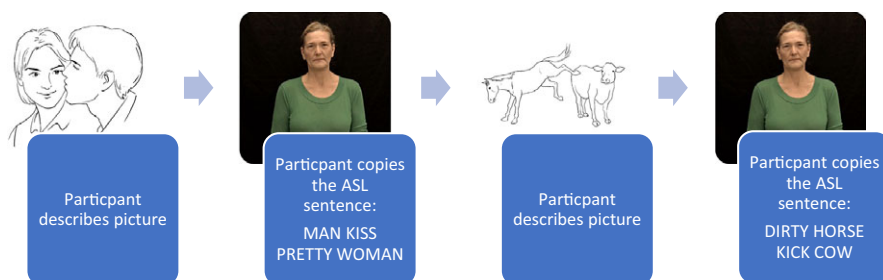 Particpant
describes picture
Particpant copies
the ASL
sentence:
MAN KISS
PRETTY WOMAN
Particpant
describes picture
Particpant copies
the ASL
sentence:
DIRTY HORSE
KICK COW